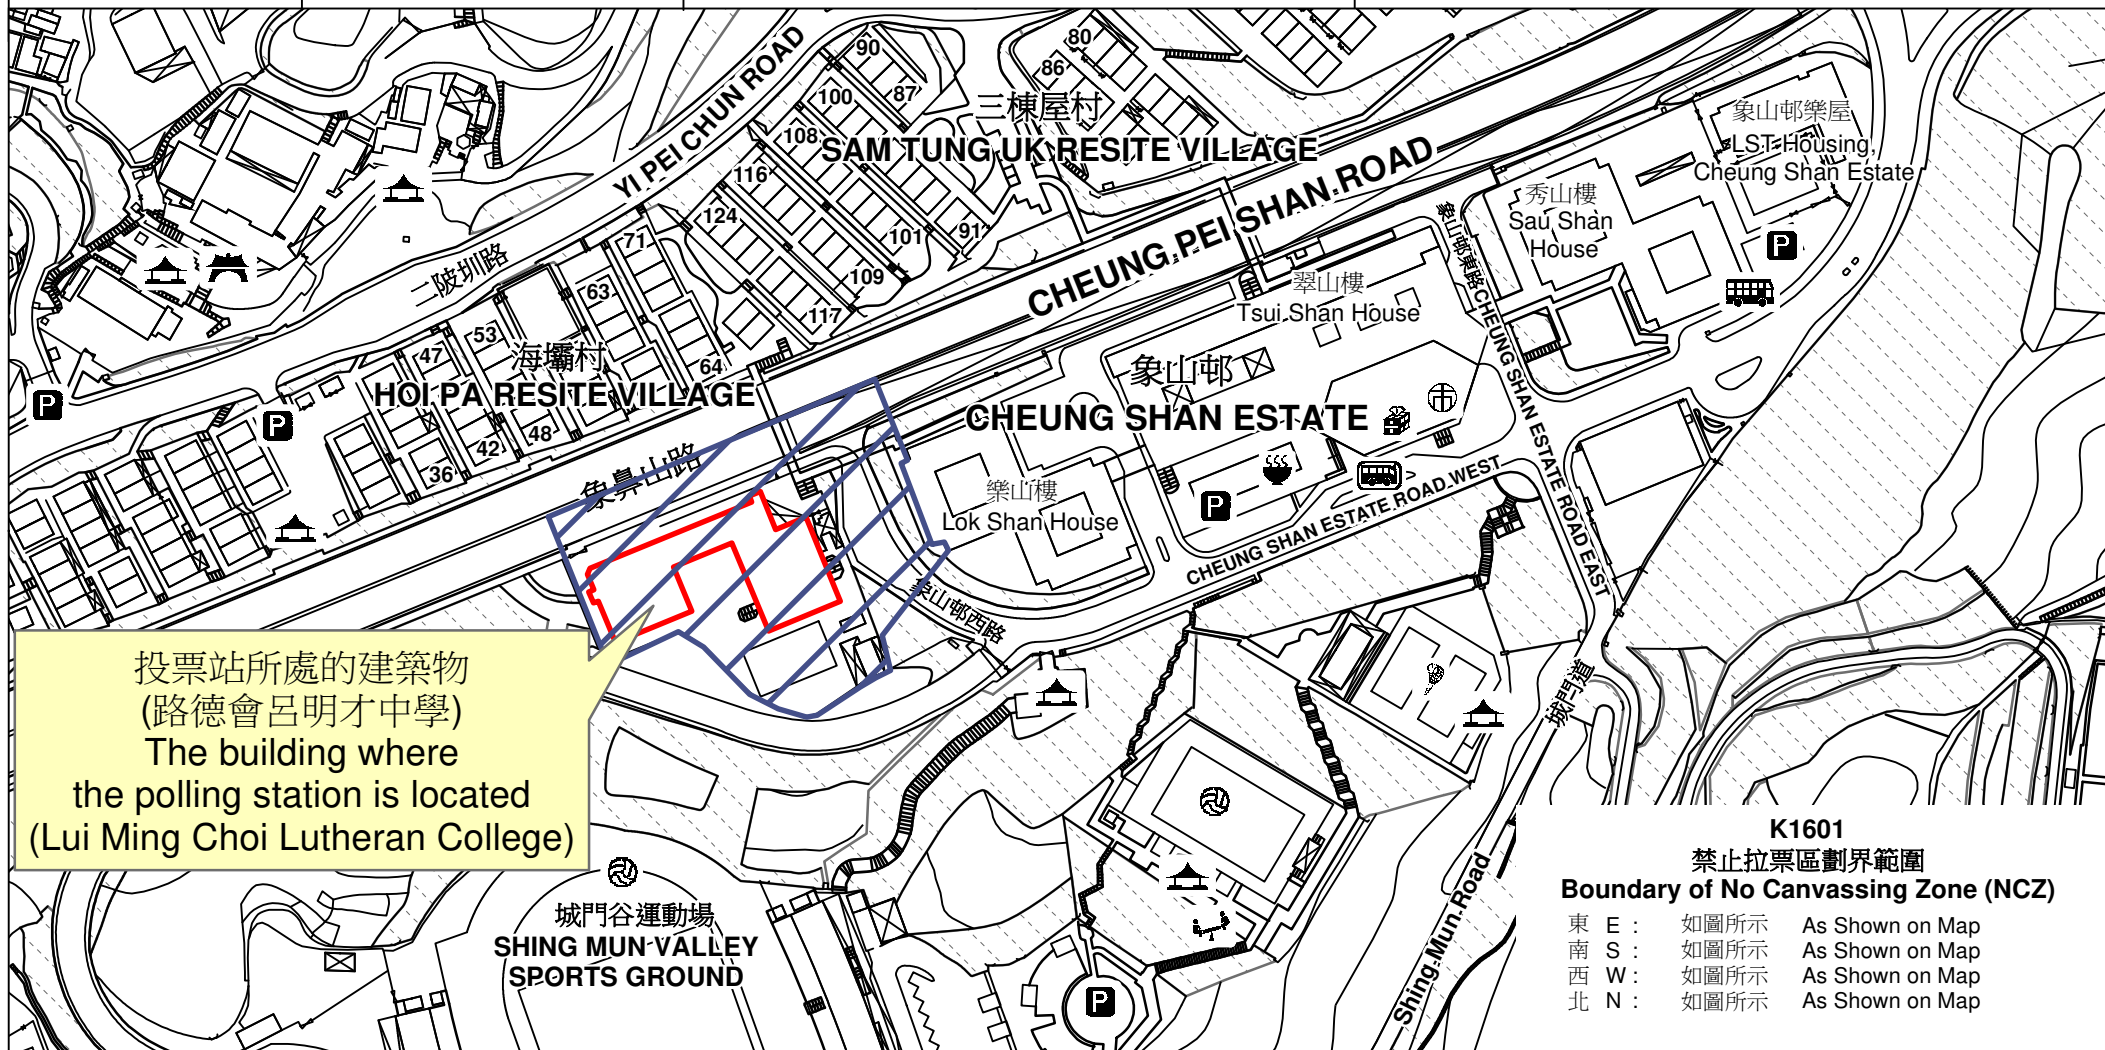 90
87
100
108
116
124
80
86
三棟屋村
SAM TUNG UK RESITE VILLAGE
YI PEI CHUN ROAD
二陂圳路
CHEUNG PEI SHAN ROAD
象鼻山路
91
101
109
117
71
63
53
47
64
48
42
36
海壩村
HOI PA RESITE VILLAGE
象山邨樂屋
LST Housing,
Cheung Shan Estate
秀山樓
Sau Shan
House
翠山樓
Tsui Shan House
象山邨
CHEUNG SHAN ESTATE
樂山樓
Lok Shan House
象山邨東路
CHEUNG SHAN ESTATE ROAD EAST
CHEUNG SHAN ESTATE ROAD WEST
象山邨西路
P
P
P
P
P
市
城門道
Shing Mun Road
投票站所處的建築物
(路德會呂明才中學)
The building where
the polling station is located
(Lui Ming Choi Lutheran College)
城門谷運動場
SHING MUN VALLEY
SPORTS GROUND
K1601
禁止拉票區劃界範圍
Boundary of No Canvassing Zone (NCZ)
東 E : 如圖所示 As Shown on Map
南 S : 如圖所示 As Shown on Map
西 W : 如圖所示 As Shown on Map
北 N : 如圖所示 As Shown on Map